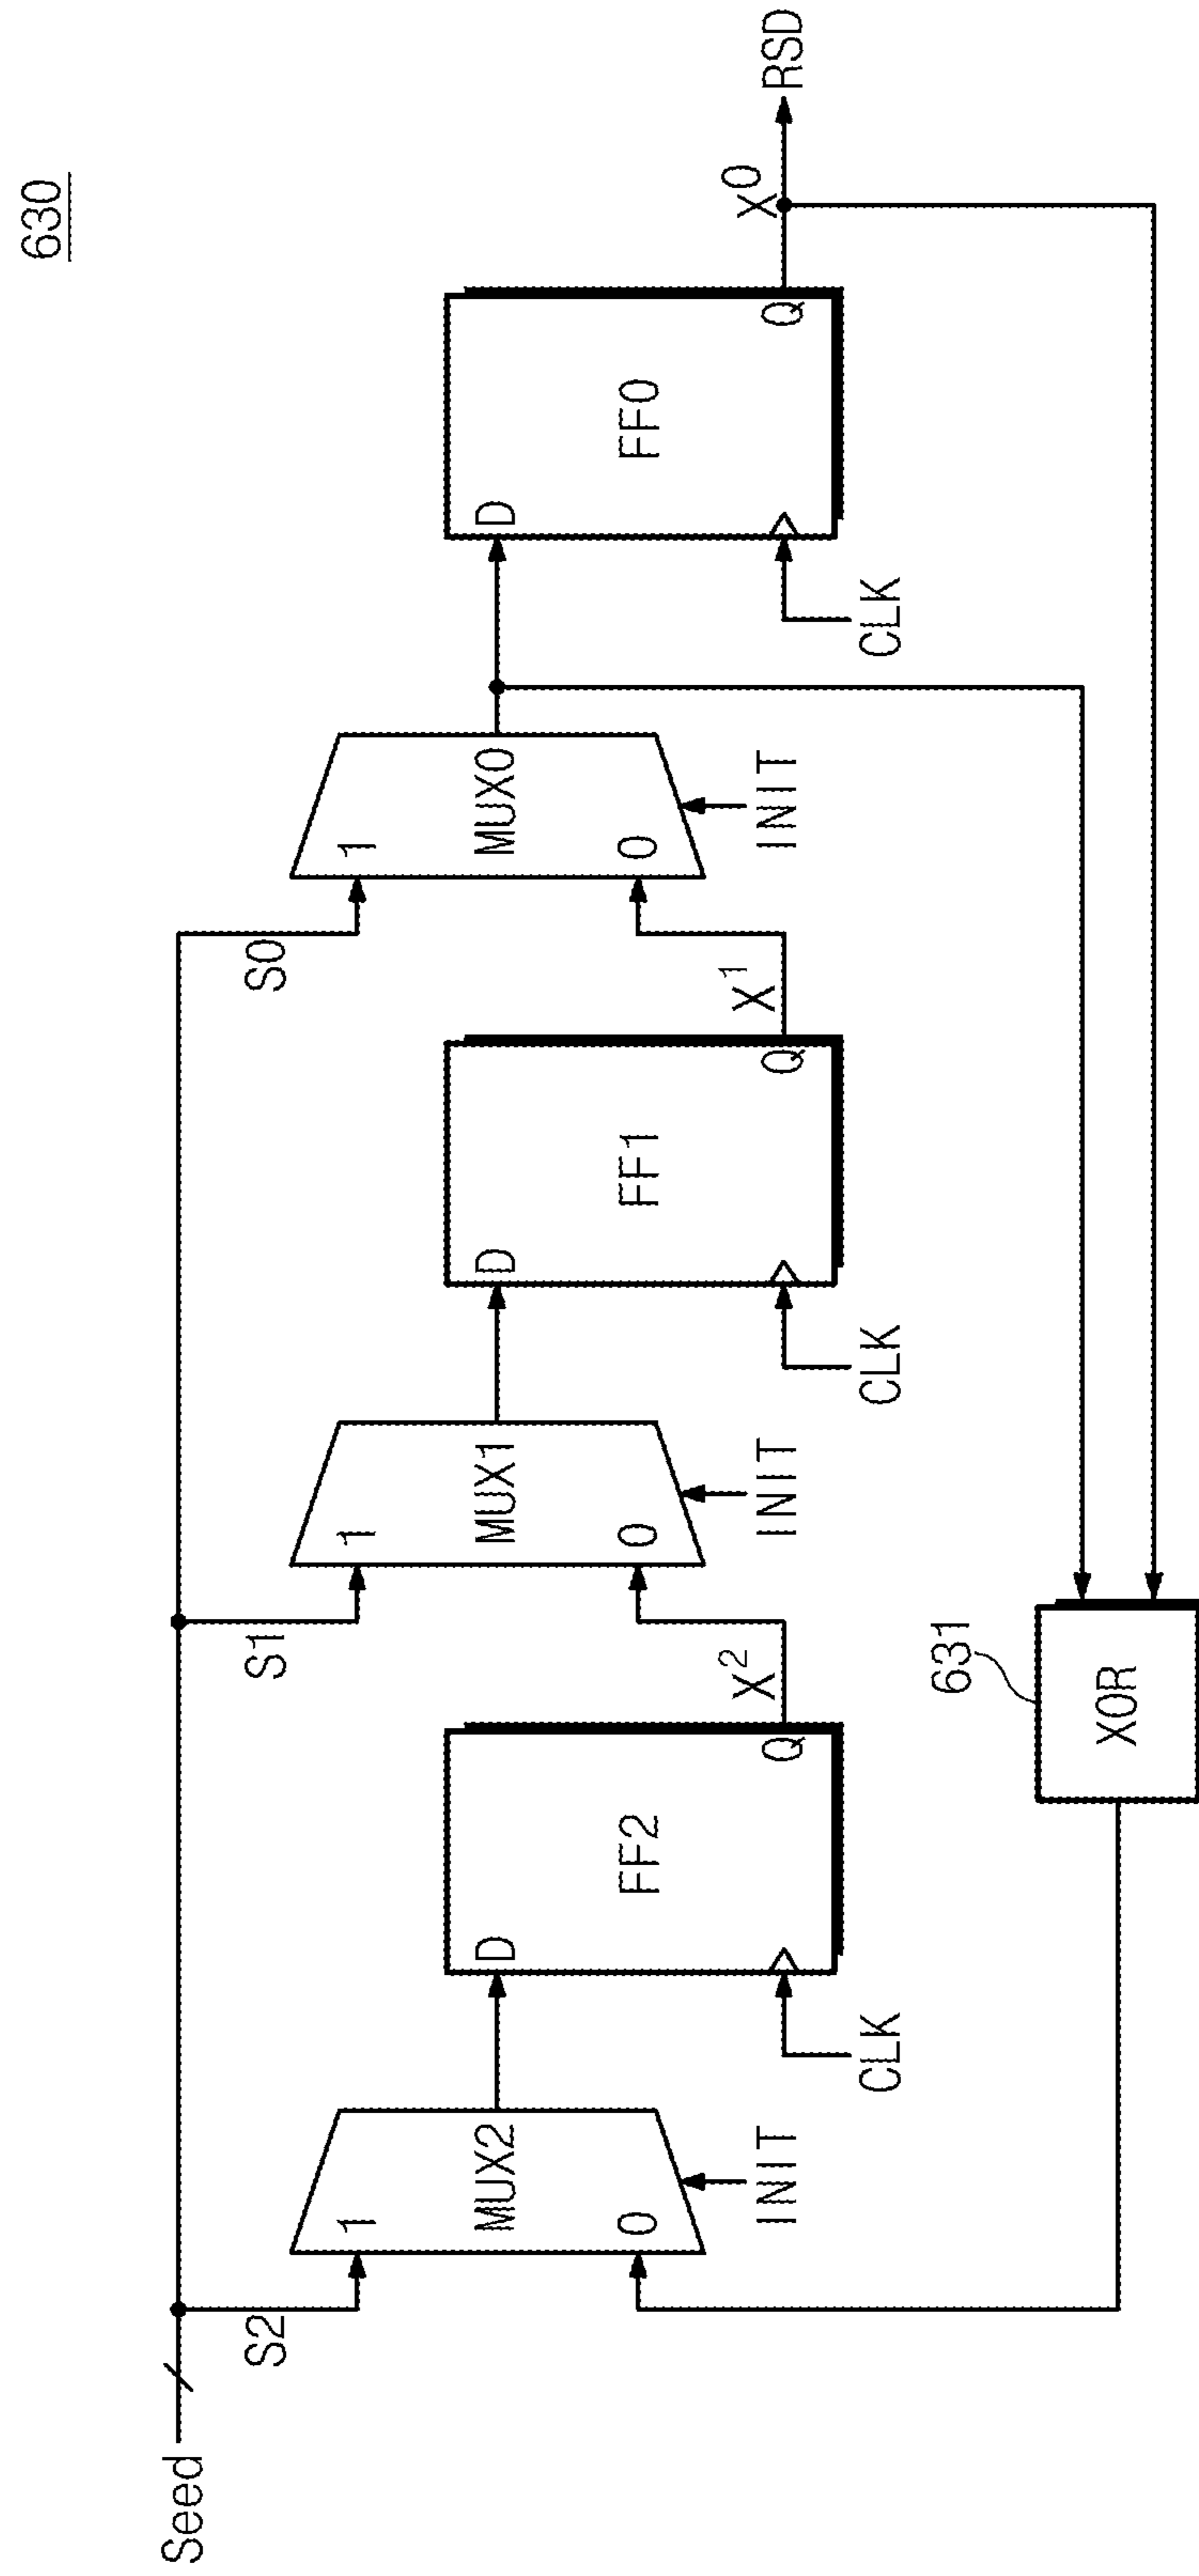 630
Seed
S2
S1
S0
1
MUX2
0
INIT
D
FF2
Q
CLK
X²
1
MUX1
0
INIT
D
FF1
Q
CLK
X¹
1
MUX0
0
INIT
D
FF0
Q
CLK
X⁰
RSD
631
XOR